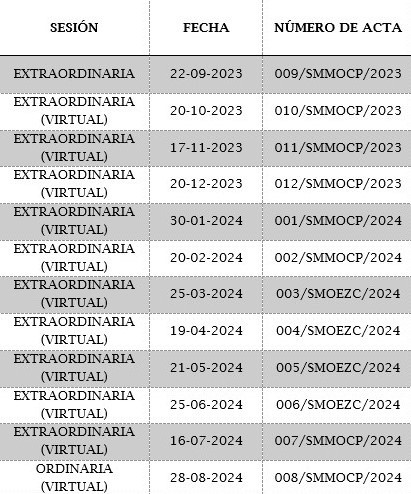 SESIÓN FECHA NÚMERO DE ACTA
EXTRAORDINARIA 22-09-2023 009/SMMOCP/2023
EXTRAORDINARIA
(VIRTUAL) 20-10-2023 010/SMMOCP/2023
EXTRAORDINARIA
(VIRTUAL) 17-11-2023 011/SMMOCP/2023
EXTRAORDINARIA
(VIRTUAL) 20-12-2023 012/SMMOCP/2023
EXTRAORDINARIA
(VIRTUAL) 30-01-2024 001/SMMOCP/2024
EXTRAORDINARIA
(VIRTUAL) 20-02-2024 002/SMMOCP/2024
EXTRAORDINARIA
(VIRTUAL) 25-03-2024 003/SMOEZC/2024
EXTRAORDINARIA
(VIRTUAL) 19-04-2024 004/SMOEZC/2024
EXTRAORDINARIA
(VIRTUAL) 21-05-2024 005/SMOEZC/2024
EXTRAORDINARIA
(VIRTUAL) 25-06-2024 006/SMOEZC/2024
EXTRAORDINARIA
(VIRTUAL) 16-07-2024 007/SMMOCP/2024
ORDINARIA
(VIRTUAL) 28-08-2024 008/SMMOCP/2024